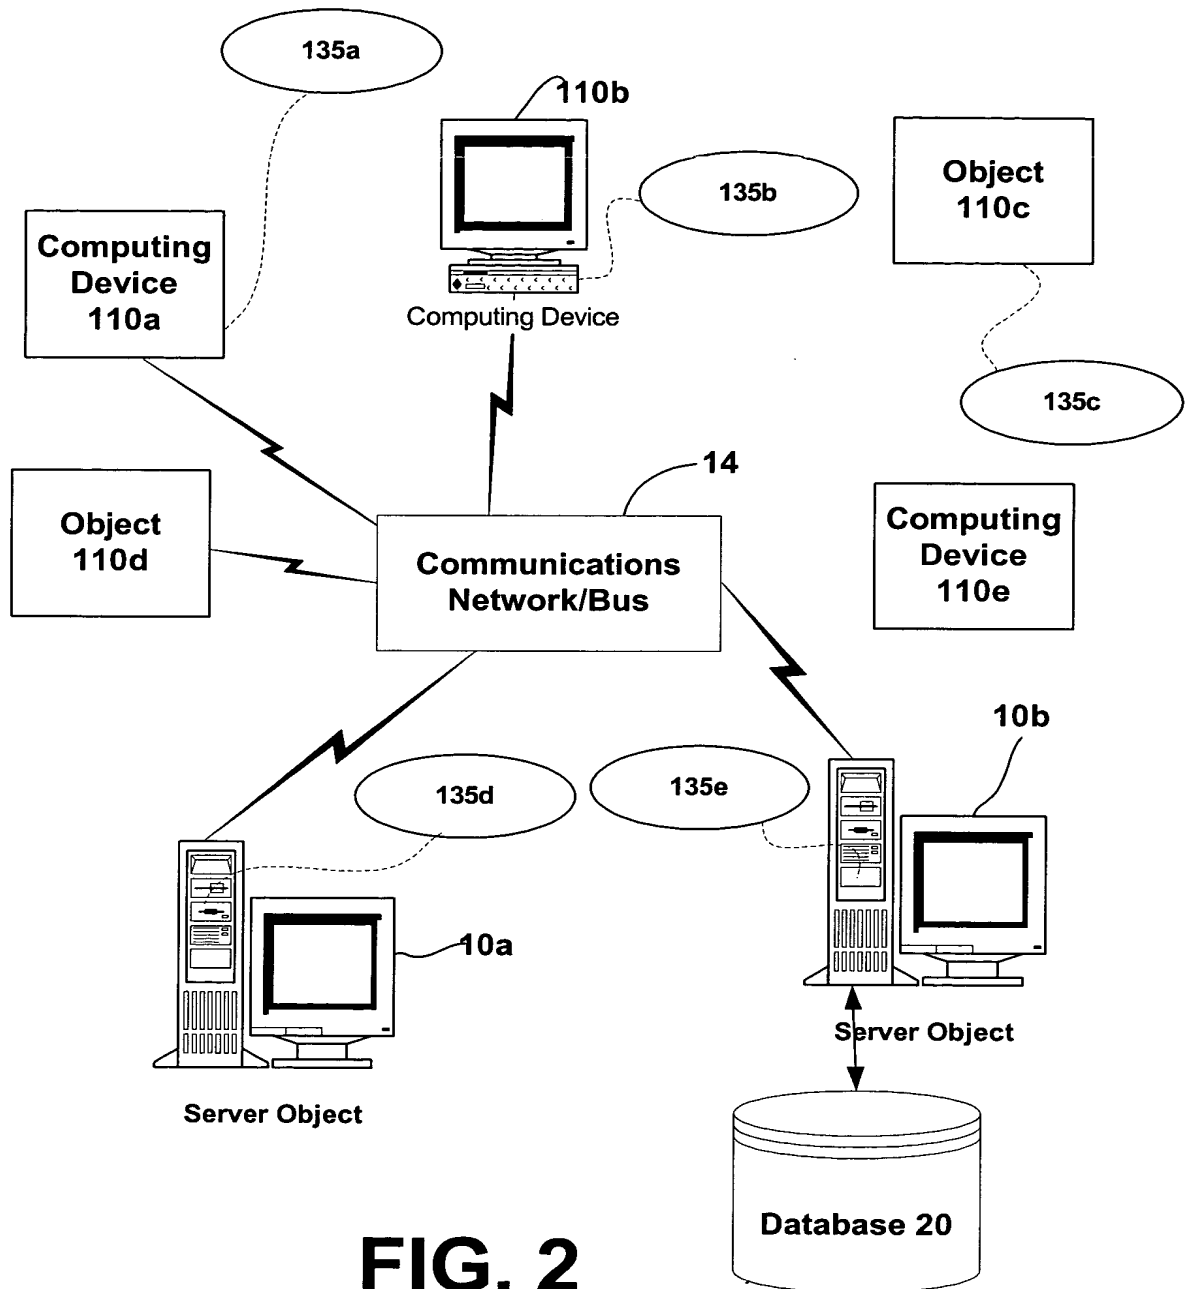 135a
110b
135b
Object
110c
Computing
Device
110a
Computing Device
135c
14
Object
110d
Communications
Network/Bus
Computing
Device
110e
10b
135d
135e
10a
Server Object
Server Object
Database 20
FIG. 2